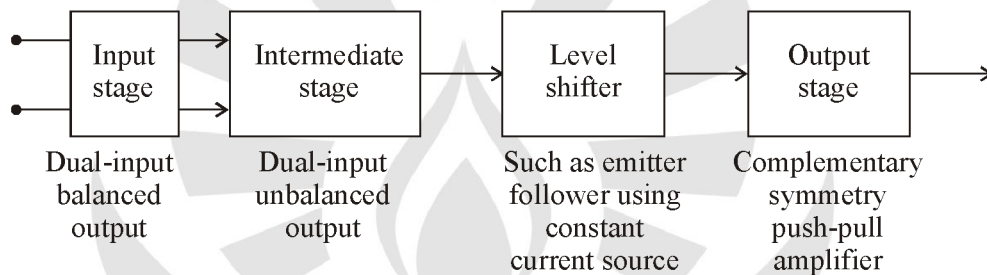 Input
stage
Intermediate
stage
Level
shifter
Output
stage
Dual-input
balanced
output
Dual-input
unbalanced
output
Such as emitter
follower using
constant
current source
Complementary
symmetry
push-pull
amplifier